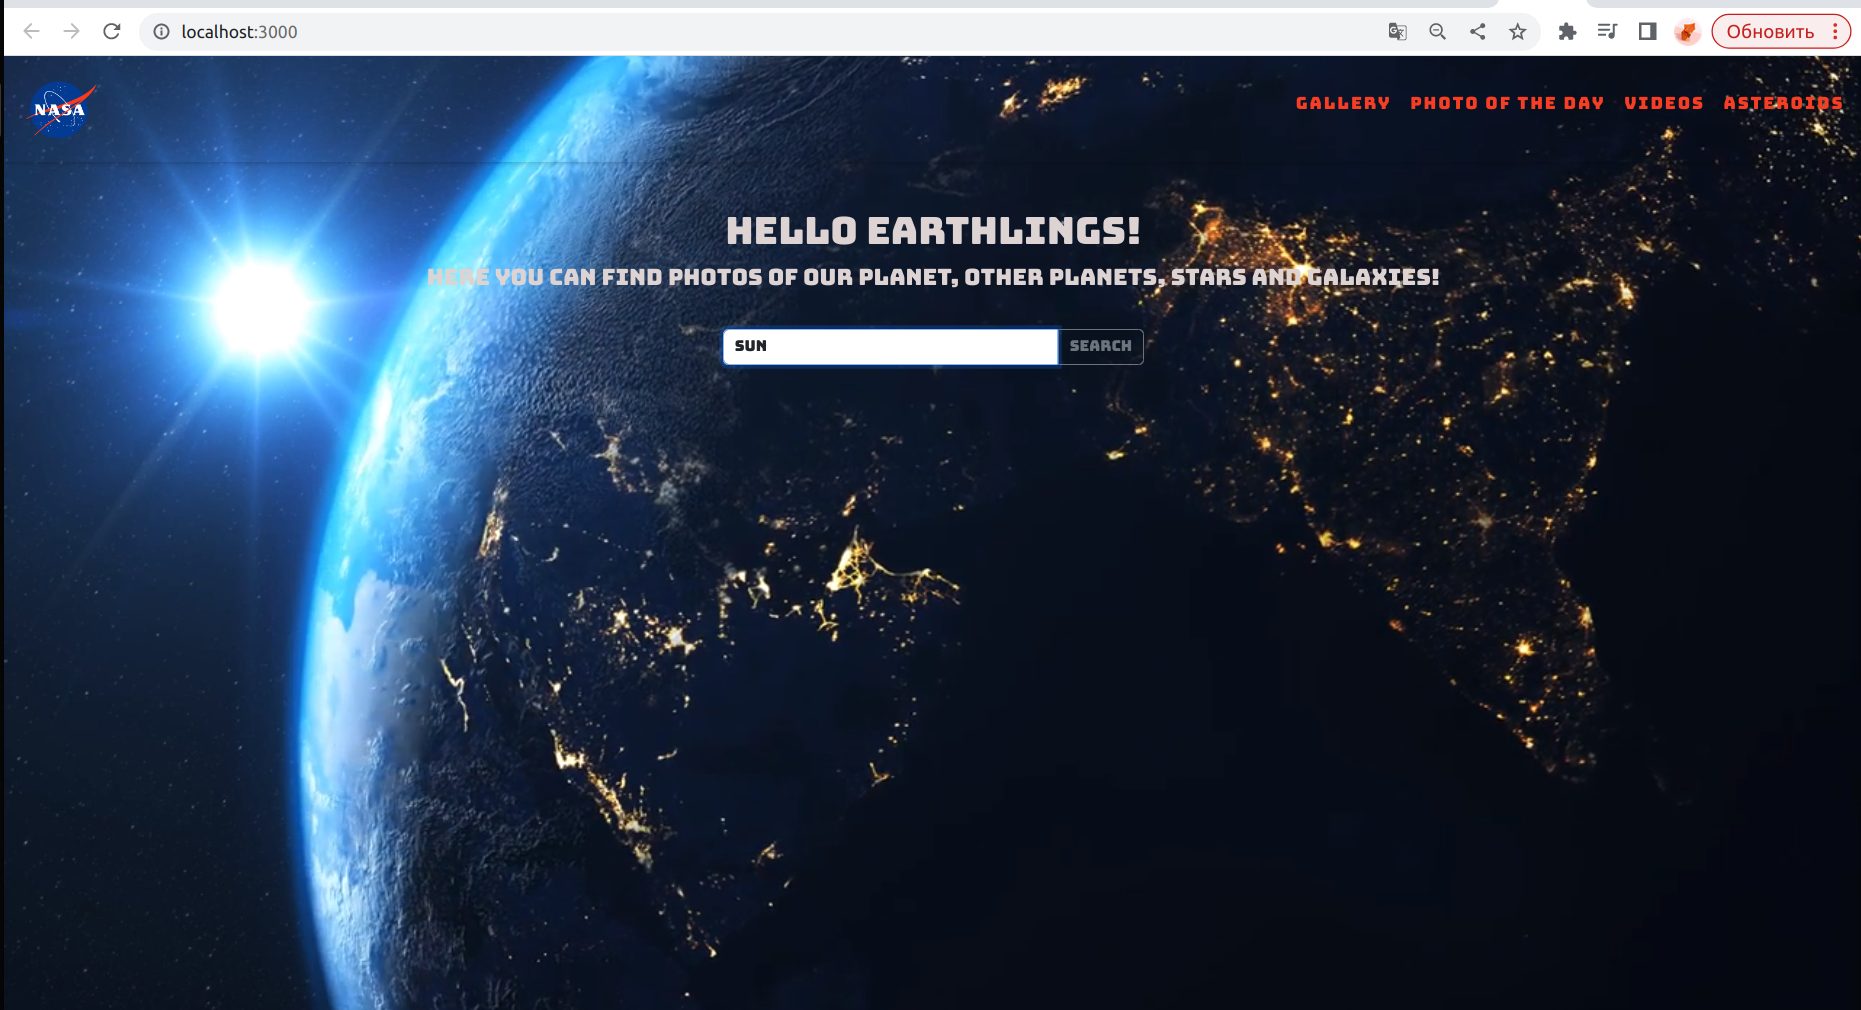 localhost:3000
Обновить
NASA
GALLERY PHOTO OF THE DAY VIDEOS ASTEROIDS
HELLO EARTHLINGS!
HERE YOU CAN FIND PHOTOS OF OUR PLANET, OTHER PLANETS, STARS AND GALAXIES!
SUN SEARCH